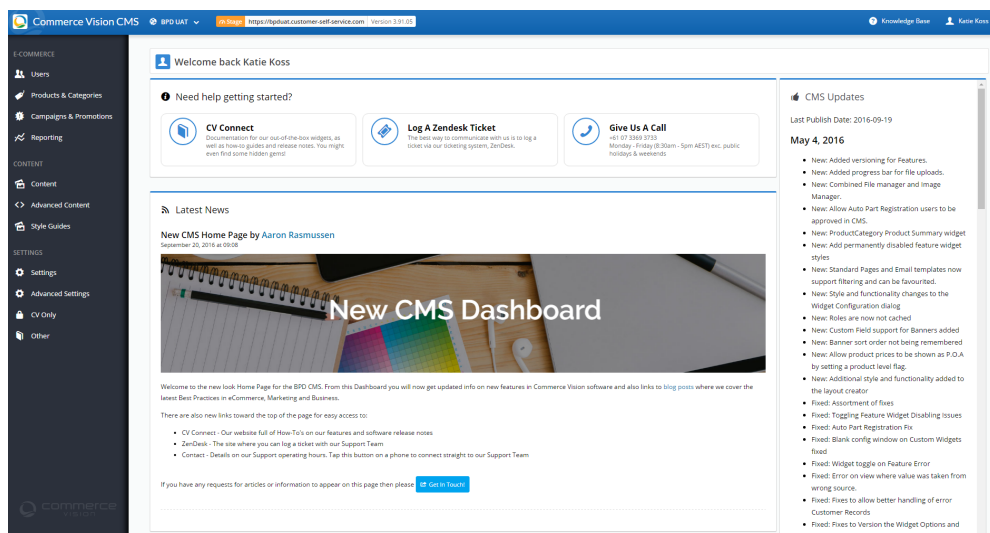 Commerce Vision CMS
BPD UAT
Stage
https://bpduat.customer-self-service.com
Version 3.91.05
Knowledge Base
Katie Koss
E-COMMERCE
Users
Products & Categories
Campaigns & Promotions
Reporting
CONTENT
Content
Advanced Content
Style Guides
SETTINGS
Settings
Advanced Settings
CV Only
Other
commerce
vision
Welcome back Katie Koss
Need help getting started?
CV Connect
Documentation for our out-of-the-box widgets, as
well as how-to guides and release notes. You might
even find some hidden gems!
Log A Zendesk Ticket
The best way to communicate with us is to log a
ticket via our ticketing system, ZenDesk.
Give Us A Call
+61 07 3369 3733
Monday - Friday (8:30am - 5pm AEST) exc. public
holidays & weekends
Latest News
New CMS Home Page by Aaron Rasmussen
September 20, 2016 at 09:08
New CMS Dashboard
Welcome to the new look Home Page for the BPD CMS. From this Dashboard you will now get updated info on new features in Commerce Vision software and also links to blog posts where we cover the
latest Best Practices in eCommerce, Marketing and Business.
There are also new links toward the top of the page for easy access to:
CV Connect - Our website full of How-To's on our features and software release notes
ZenDesk - The site where you can log a ticket with our Support Team
Contact - Details on our Support operating hours. Tap this button on a phone to connect straight to our Support Team
If you have any requests for articles or information to appear on this page then please
Get In Touch!
CMS Updates
Last Publish Date: 2016-09-19
May 4, 2016
New: Added versioning for Features.
New: Added progress bar for file uploads.
New: Combined File manager and Image
Manager.
New: Allow Auto Part Registration users to be
approved in CMS.
New: ProductCategory Product Summary widget
New: Add permanently disabled feature widget
styles
New: Standard Pages and Email templates now
support filtering and can be favourited.
New: Style and functionality changes to the
Widget Configuration dialog
New: Roles are now not cached
New: Custom Field support for Banners added
New: Banner sort order not being remembered
New: Allow product prices to be shown as P.O.A
by setting a product level flag.
New: Additional style and functionality added to
the layout creator
Fixed: Assortment of fixes
Fixed: Toggling Feature Widget Disabling Issues
Fixed: Auto Part Registration Fix
Fixed: Blank config window on Custom Widgets
fixed
Fixed: Widget toggle on Feature Error
Fixed: Error on view where value was taken from
wrong source.
Fixed: Fixes to allow better handling of error
Customer Records
Fixed: Fixes to Version the Widget Options and